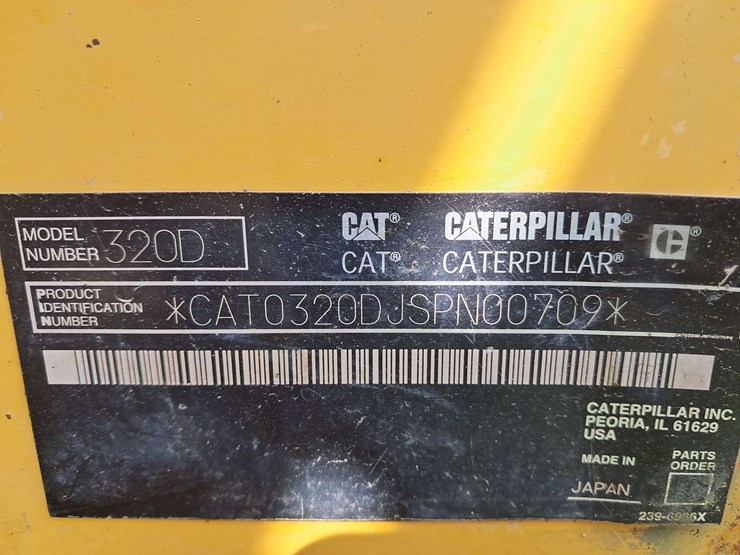 MODEL NUMBER 320D
CAT® CATERPILLAR® C®
CAT® CATERPILLAR®
PRODUCT IDENTIFICATION NUMBER *CAT0320DJSPN00709*
CAT0320DJSPN00709
CATERPILLAR INC.
PEORIA, IL 61629
USA
MADE IN JAPAN
PARTS ORDER